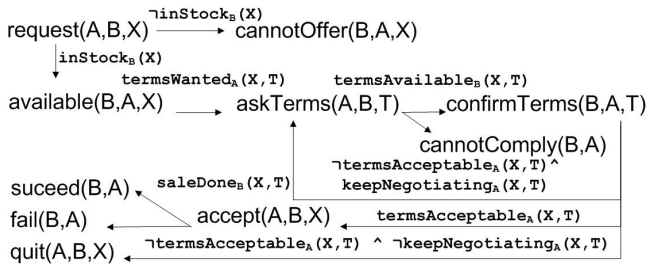 ¬inStock_B(X)
request(A,B,X) cannotOffer(B,A,X)
inStock_B(X)
termsWanted_A(X,T) termsAvailable_B(X,T)
available(B,A,X) askTerms(A,B,T) confirmTerms(B,A,T)
cannotComply(B,A)
¬termsAcceptable_A(X,T)^
suceed(B,A) saleDone_B(X,T) keepNegotiating_A(X,T)
fail(B,A) accept(A,B,X) termsAcceptable_A(X,T)
quit(A,B,X) ¬termsAcceptable_A(X,T) ^ ¬keepNegotiating_A(X,T)